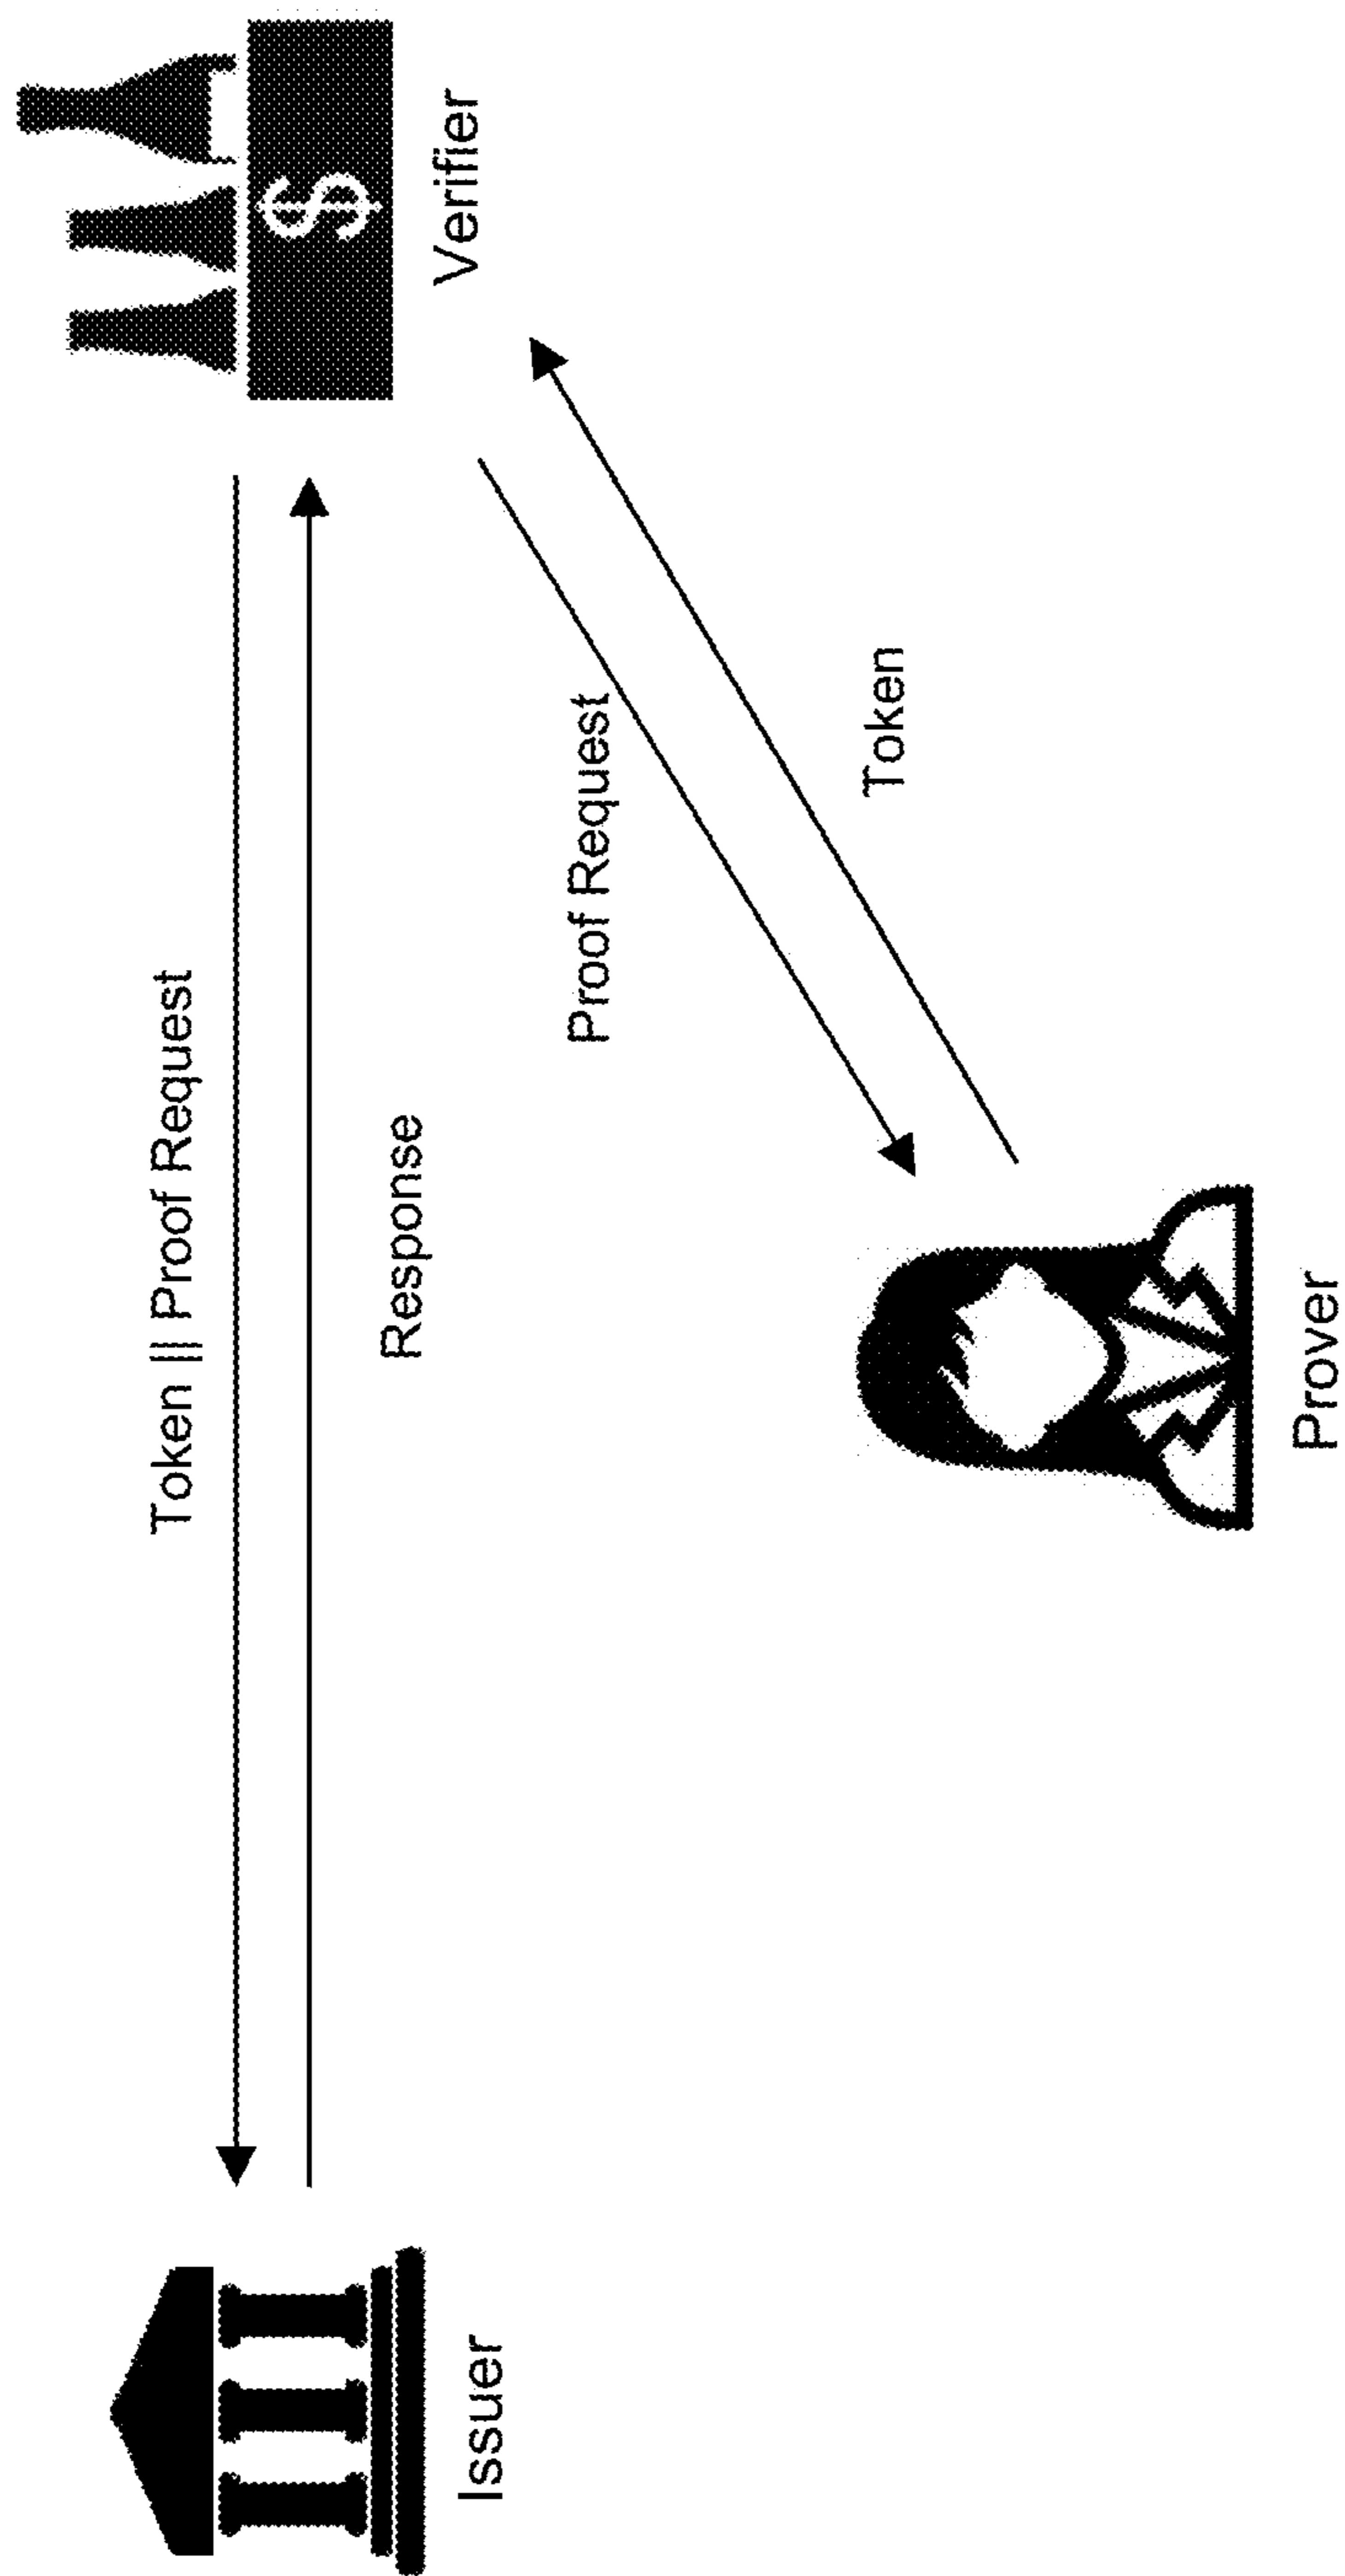 Token || Proof Request
Response
Issuer
$
Verifier
Proof Request
Token
Prover